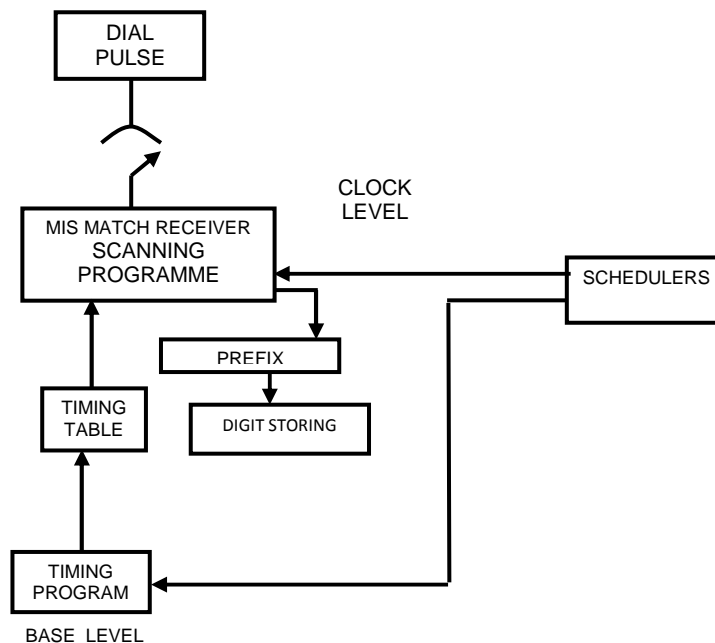 DIAL
PULSE
CLOCK
LEVEL
MIS MATCH RECEIVER
SCANNING
PROGRAMME
SCHEDULERS
PREFIX
TIMING
TABLE
DIGIT STORING
TIMING
PROGRAM
BASE LEVEL